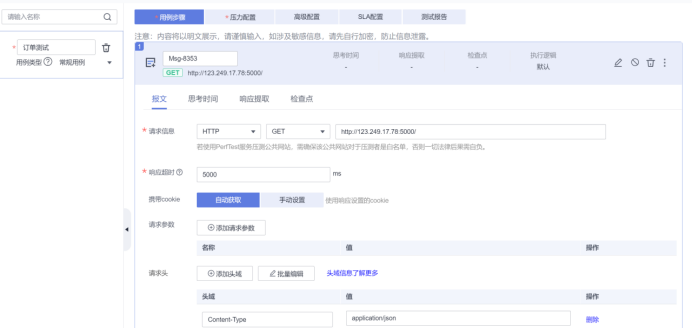 请输入名称
* 订单测试
用例类型 常规用例
用例步骤
* 压力配置
高级配置
SLA配置
测试报告
注意：内容将以明文展示，请谨慎输入，如涉及敏感信息，请先自行加密，防止信息泄露。
1
Msg-8353
GET http://123.249.17.78:5000/
思考时间
-
响应提取
-
检查点
-
执行逻辑
默认
报文 思考时间 响应提取 检查点
* 请求信息 HTTP GET http://123.249.17.78:5000/
若使用PerfTest服务压测公共网站，需确保该公共网站对于压测者是白名单，否则一切法律后果需自负。
* 响应超时 5000 ms
携带cookie 自动获取 手动设置 使用响应设置的cookie
请求参数 添加请求参数
名称 值 操作
请求头 添加头域 批量编辑 头域信息了解更多
头域 值 操作
Content-Type application/json 删除